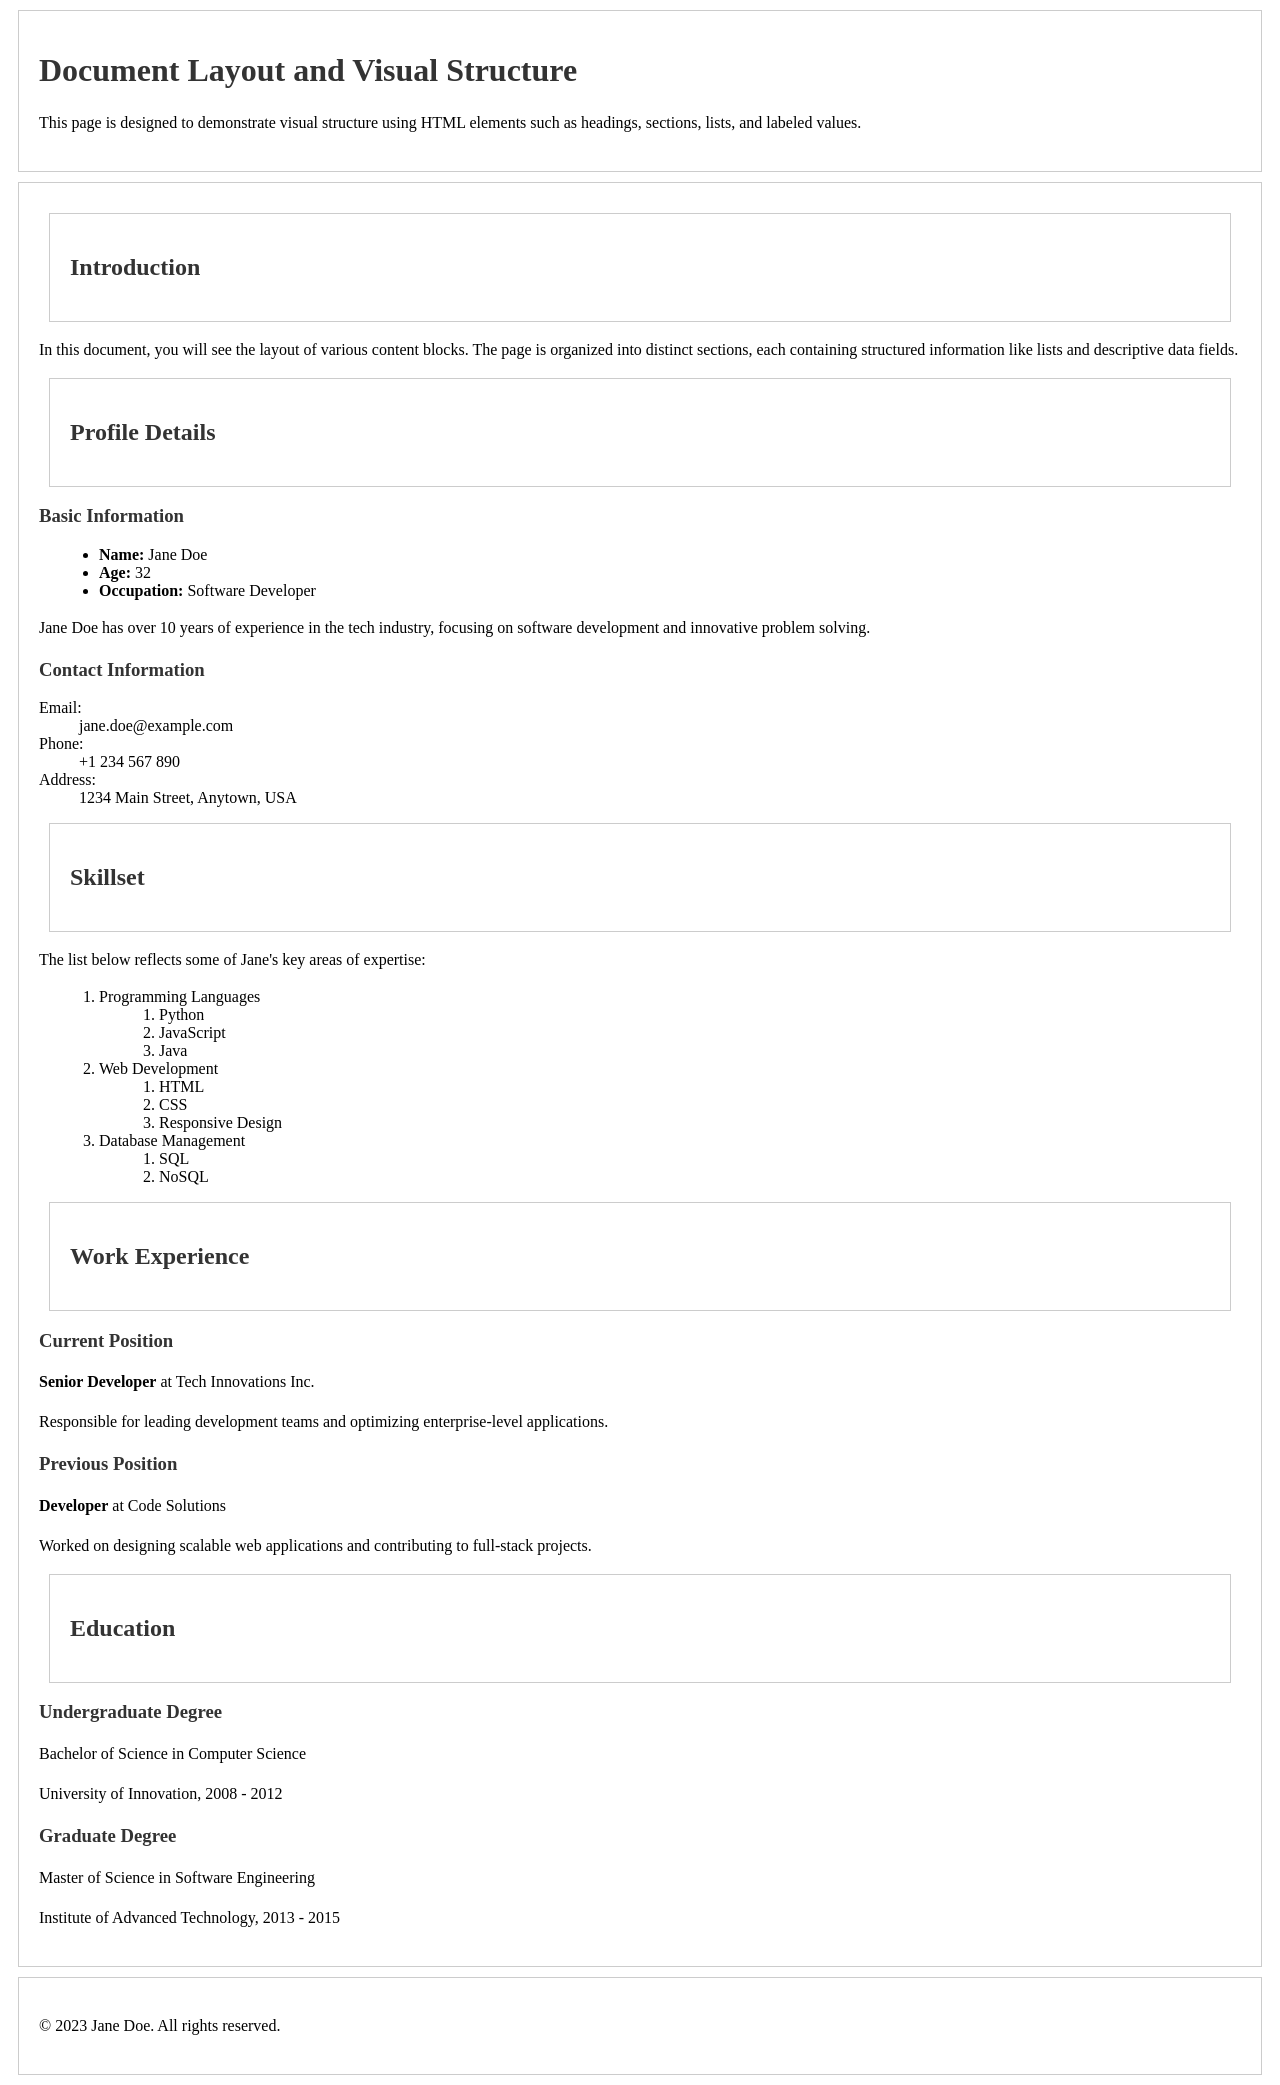 Document Layout and Visual Structure
This page is designed to demonstrate visual structure using HTML elements such as headings, sections, lists, and labeled values.
Introduction
In this document, you will see the layout of various content blocks. The page is organized into distinct sections, each containing structured information like lists and descriptive data fields.
Profile Details
Basic Information
• Name: Jane Doe
• Age: 32
• Occupation: Software Developer
Jane Doe has over 10 years of experience in the tech industry, focusing on software development and innovative problem solving.
Contact Information
Email:
jane.doe@example.com
Phone:
+1 234 567 890
Address:
1234 Main Street, Anytown, USA
Skillset
The list below reflects some of Jane's key areas of expertise:
1. Programming Languages
1. Python
2. JavaScript
3. Java
2. Web Development
1. HTML
2. CSS
3. Responsive Design
3. Database Management
1. SQL
2. NoSQL
Work Experience
Current Position
Senior Developer at Tech Innovations Inc.
Responsible for leading development teams and optimizing enterprise-level applications.
Previous Position
Developer at Code Solutions
Worked on designing scalable web applications and contributing to full-stack projects.
Education
Undergraduate Degree
Bachelor of Science in Computer Science
University of Innovation, 2008 - 2012
Graduate Degree
Master of Science in Software Engineering
Institute of Advanced Technology, 2013 - 2015
© 2023 Jane Doe. All rights reserved.